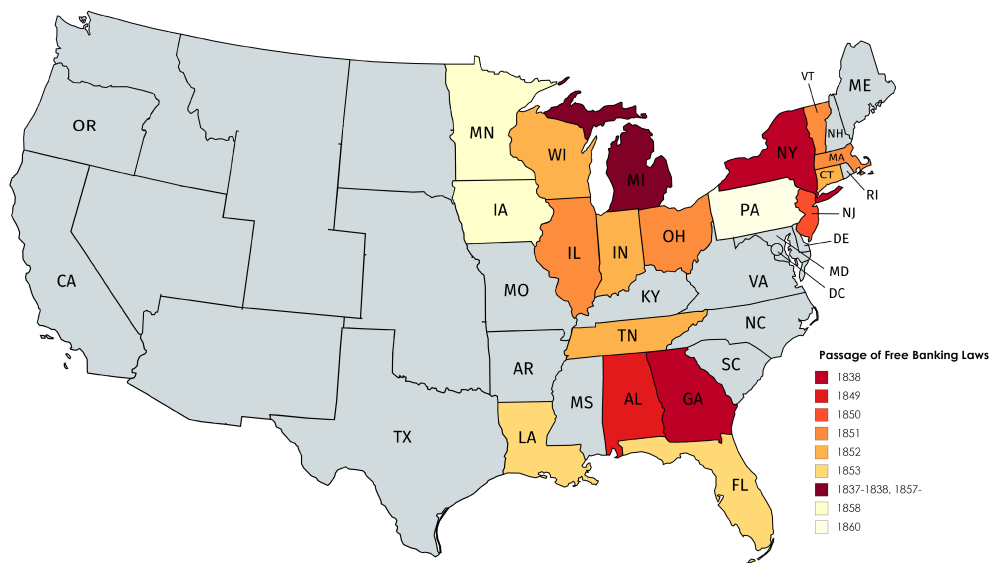 VT
ME
OR
MN
NH
WI
NY
MA
CT
MI
RI
IA
PA
NJ
DE
IL
IN
OH
MD
CA
MO
KY
VA
DC
TN
NC
AR
SC
MS
AL
GA
TX
LA
FL
Passage of Free Banking Laws
1838
1849
1850
1851
1852
1853
1837-1838, 1857-
1858
1860